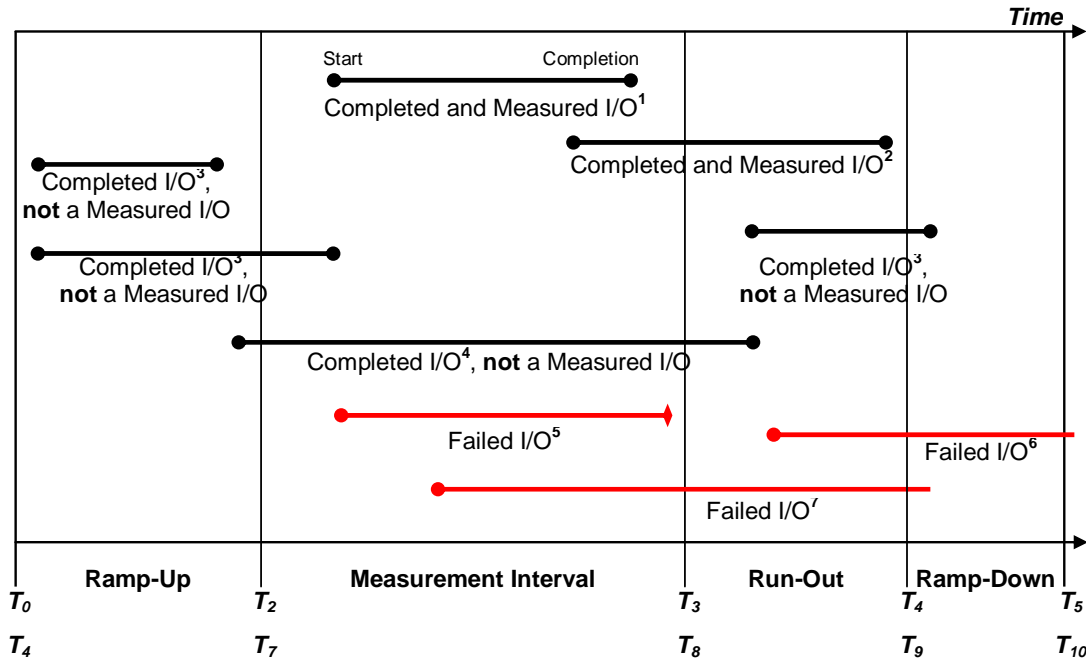 Time
Start Completion
Completed and Measured I/O¹
Completed and Measured I/O²
Completed I/O³,
not a Measured I/O
Completed I/O³,
not a Measured I/O
Completed I/O³,
not a Measured I/O
Completed I/O⁴, not a Measured I/O
Failed I/O⁵
Failed I/O⁶
Failed I/O⁷
Ramp-Up Measurement Interval Run-Out Ramp-Down
T₀ T₂ T₃ T₄ T₅
T₄ T₇ T₈ T₉ T₁₀